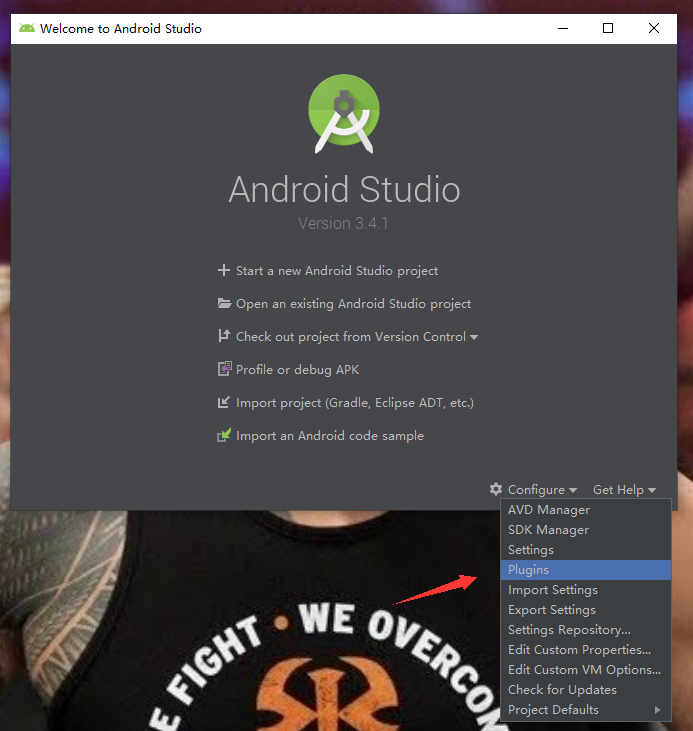 Welcome to Android Studio
Android Studio
Version 3.4.1
Start a new Android Studio project
Open an existing Android Studio project
Check out project from Version Control
Profile or debug APK
Import project (Gradle, Eclipse ADT, etc.)
Import an Android code sample
Configure Get Help
AVD Manager
SDK Manager
Settings
Plugins
Import Settings
Export Settings
Settings Repository...
Edit Custom Properties...
Edit Custom VM Options...
Check for Updates
Project Defaults
E FIGHT • WE OVERCOM